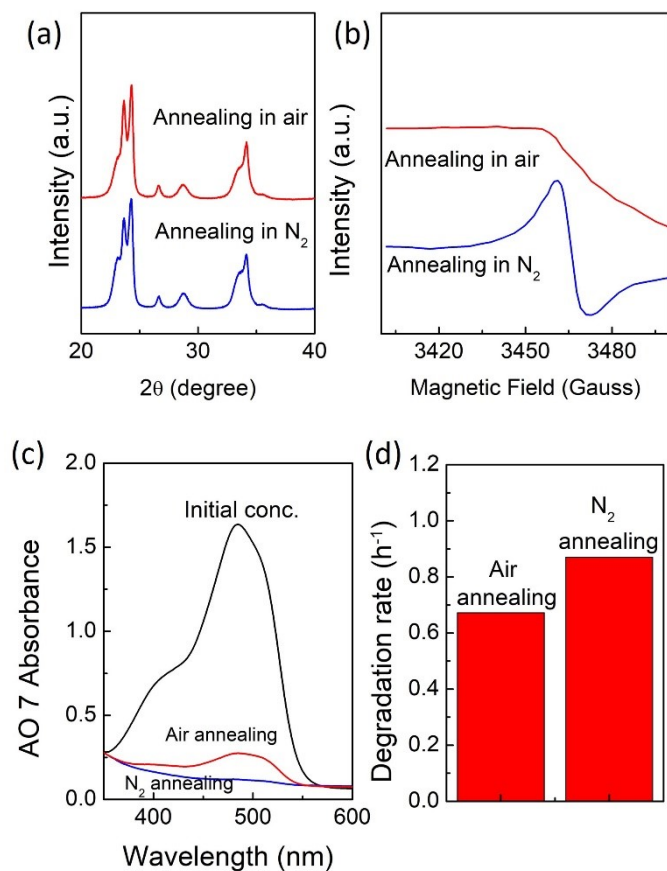 (a)
Intensity (a.u.)
Annealing in air
Annealing in N₂
20
30
40
2θ (degree)
(b)
Intensity (a.u.)
Annealing in air
Annealing in N₂
3420
3450
3480
Magnetic Field (Gauss)
(c)
AO 7 Absorbance
2.0
1.5
1.0
0.5
0.0
Initial conc.
Air annealing
N₂ annealing
400
500
600
Wavelength (nm)
(d)
Degradation rate (h⁻¹)
1.2
1.0
0.8
0.6
0.4
0.2
0.0
Air
annealing
N₂
annealing